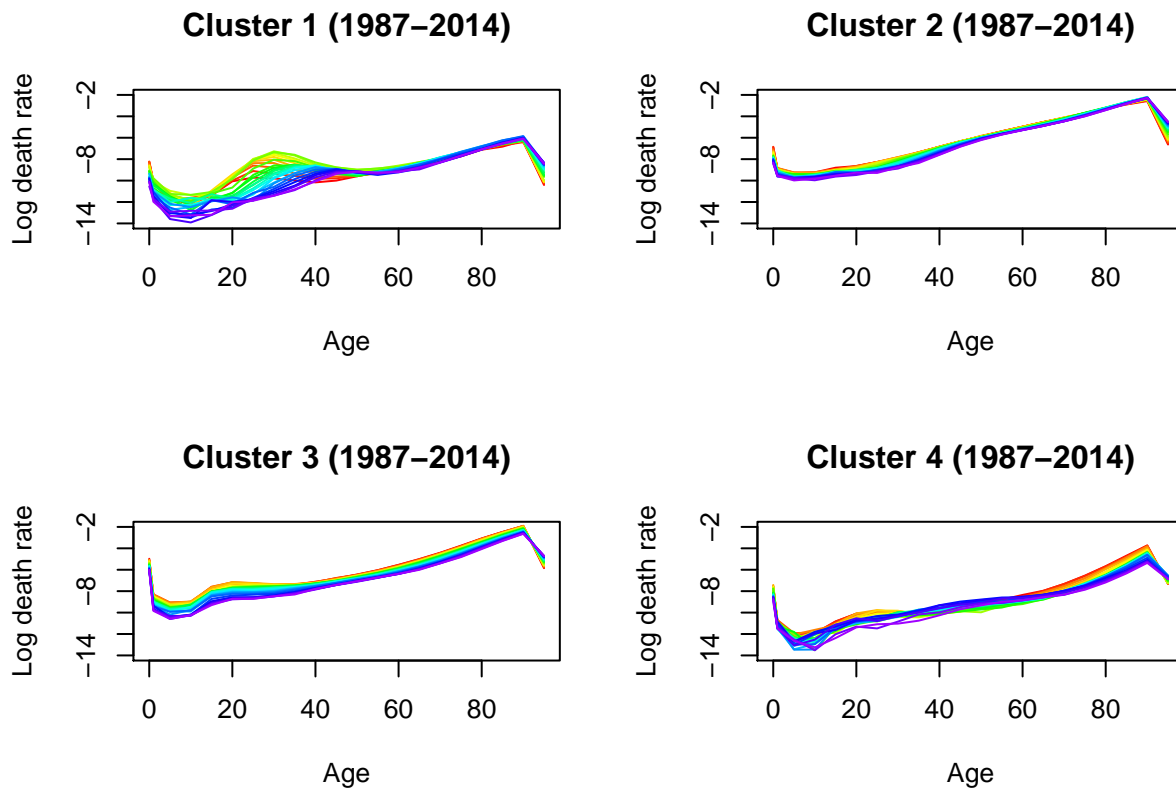 Cluster 1 (1987−2014)
Log death rate
−2
−8
−14
0 20 40 60 80
Age
Cluster 2 (1987−2014)
Log death rate
−2
−8
−14
0 20 40 60 80
Age
Cluster 3 (1987−2014)
Log death rate
−2
−8
−14
0 20 40 60 80
Age
Cluster 4 (1987−2014)
Log death rate
−2
−8
−14
0 20 40 60 80
Age